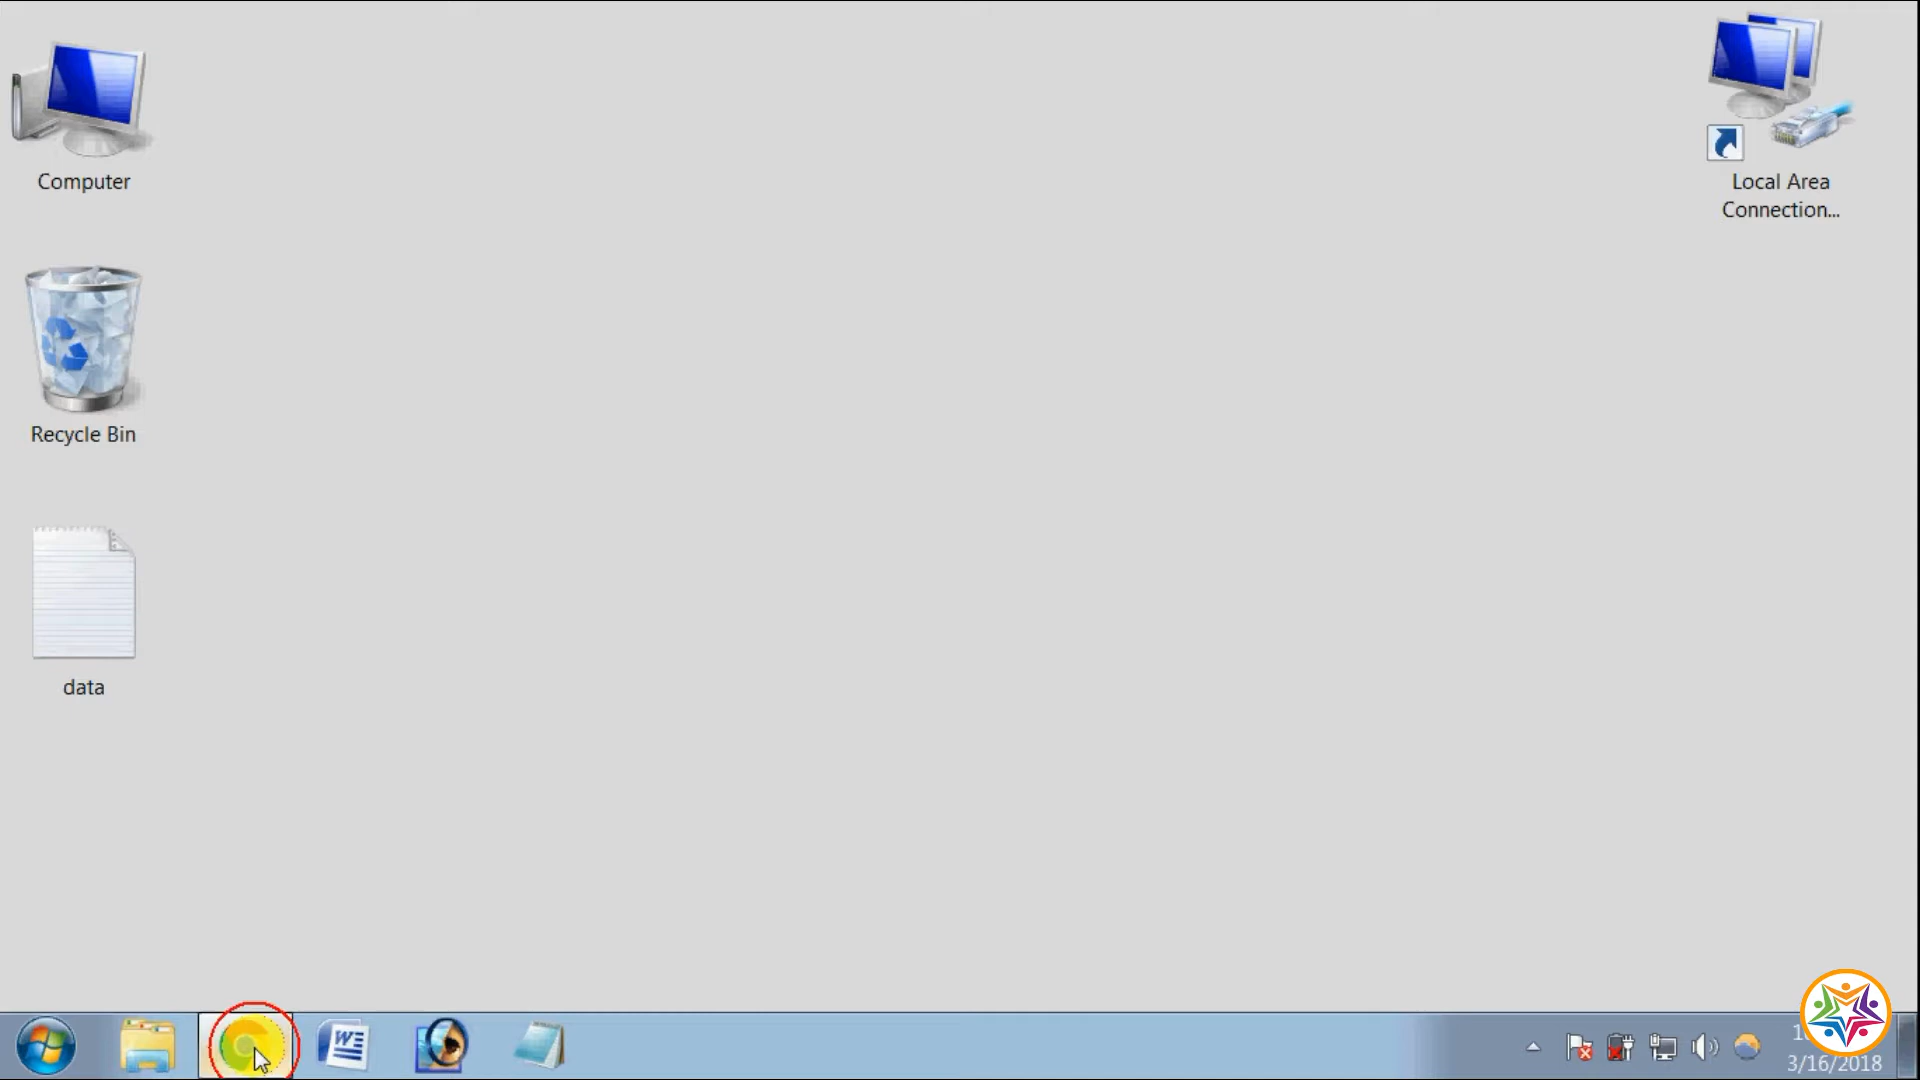 Computer
Local Area
Connection...
Recycle Bin
data
3/16/2018